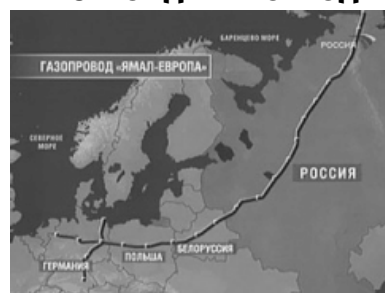 БАРЕНЦЕВО МОРЕ
РОССИЯ
ГАЗОПРОВОД «ЯМАЛ-ЕВРОПА»
СЕВЕРНОЕ
МОРЕ
РОССИЯ
БЕЛОРУССИЯ
ПОЛЬША
ГЕРМАНИЯ